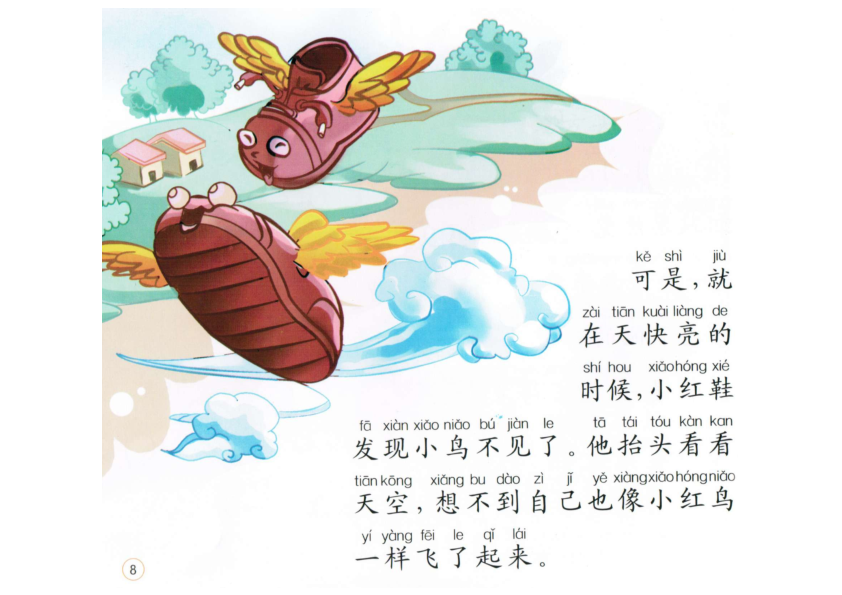 kě shì jiù
可是，就
zài tiān kuài liàng de
在天快亮的
shí hou xiǎo hóng xié
时候，小红鞋
fā xiàn xiǎo niǎo bú jiàn le tā tái tóu kàn kan
发现小鸟不见了。他抬头看看
tiān kōng xiǎng bu dào zì jǐ yě xiàng xiǎo hóng niǎo
天空，想不到自己也像小红鸟
yí yàng fēi le qǐ lái
一样飞了起来。
8